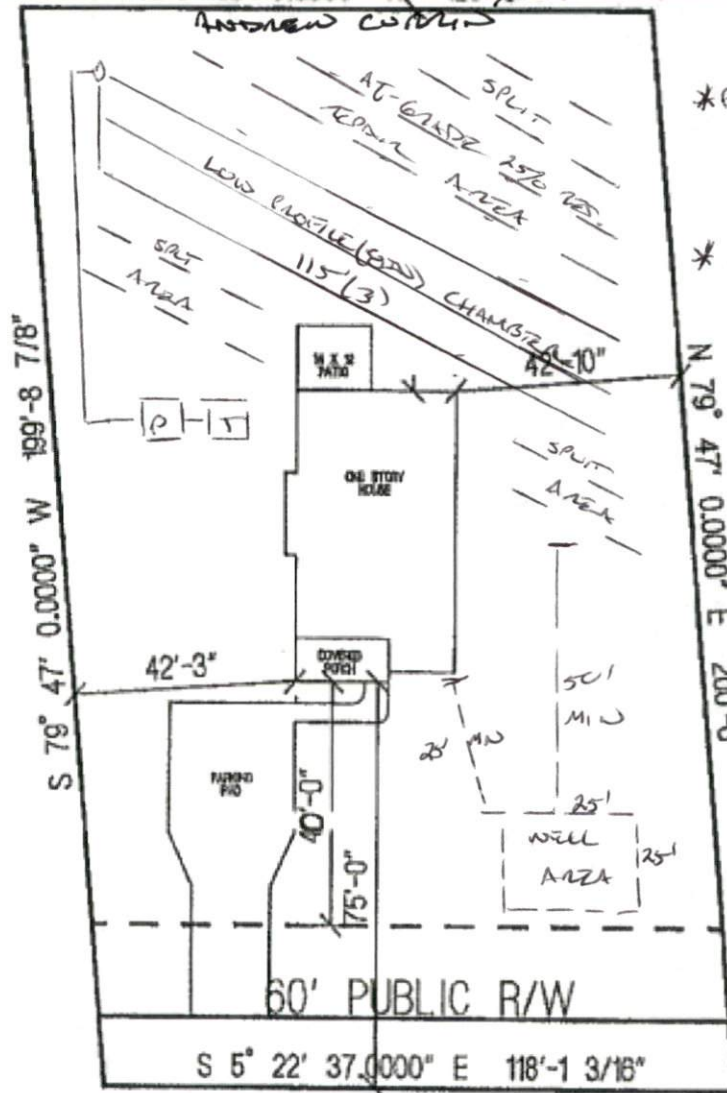 SPLIT
AT-GRADE 25% RES.
REPAIR AREA
LOW PROFILE CHAMBER
115' (3)
SPLIT
AREA
14 X 12
PATIO
42'-10"
P T
ONE STORY
HOUSE
SPLIT
AREA
S 79° 47' 0.0000" W 199'-8 7/8"
N 79° 47' 0.0000" E
COVERED
PORCH
42'-3"
50'
MIN
25' MIN
PARKING
PAD
40'-0"
75'-0"
25'
WELL
AREA
25'
60' PUBLIC R/W
S 5° 22' 37.0000" E 118'-1 3/16"